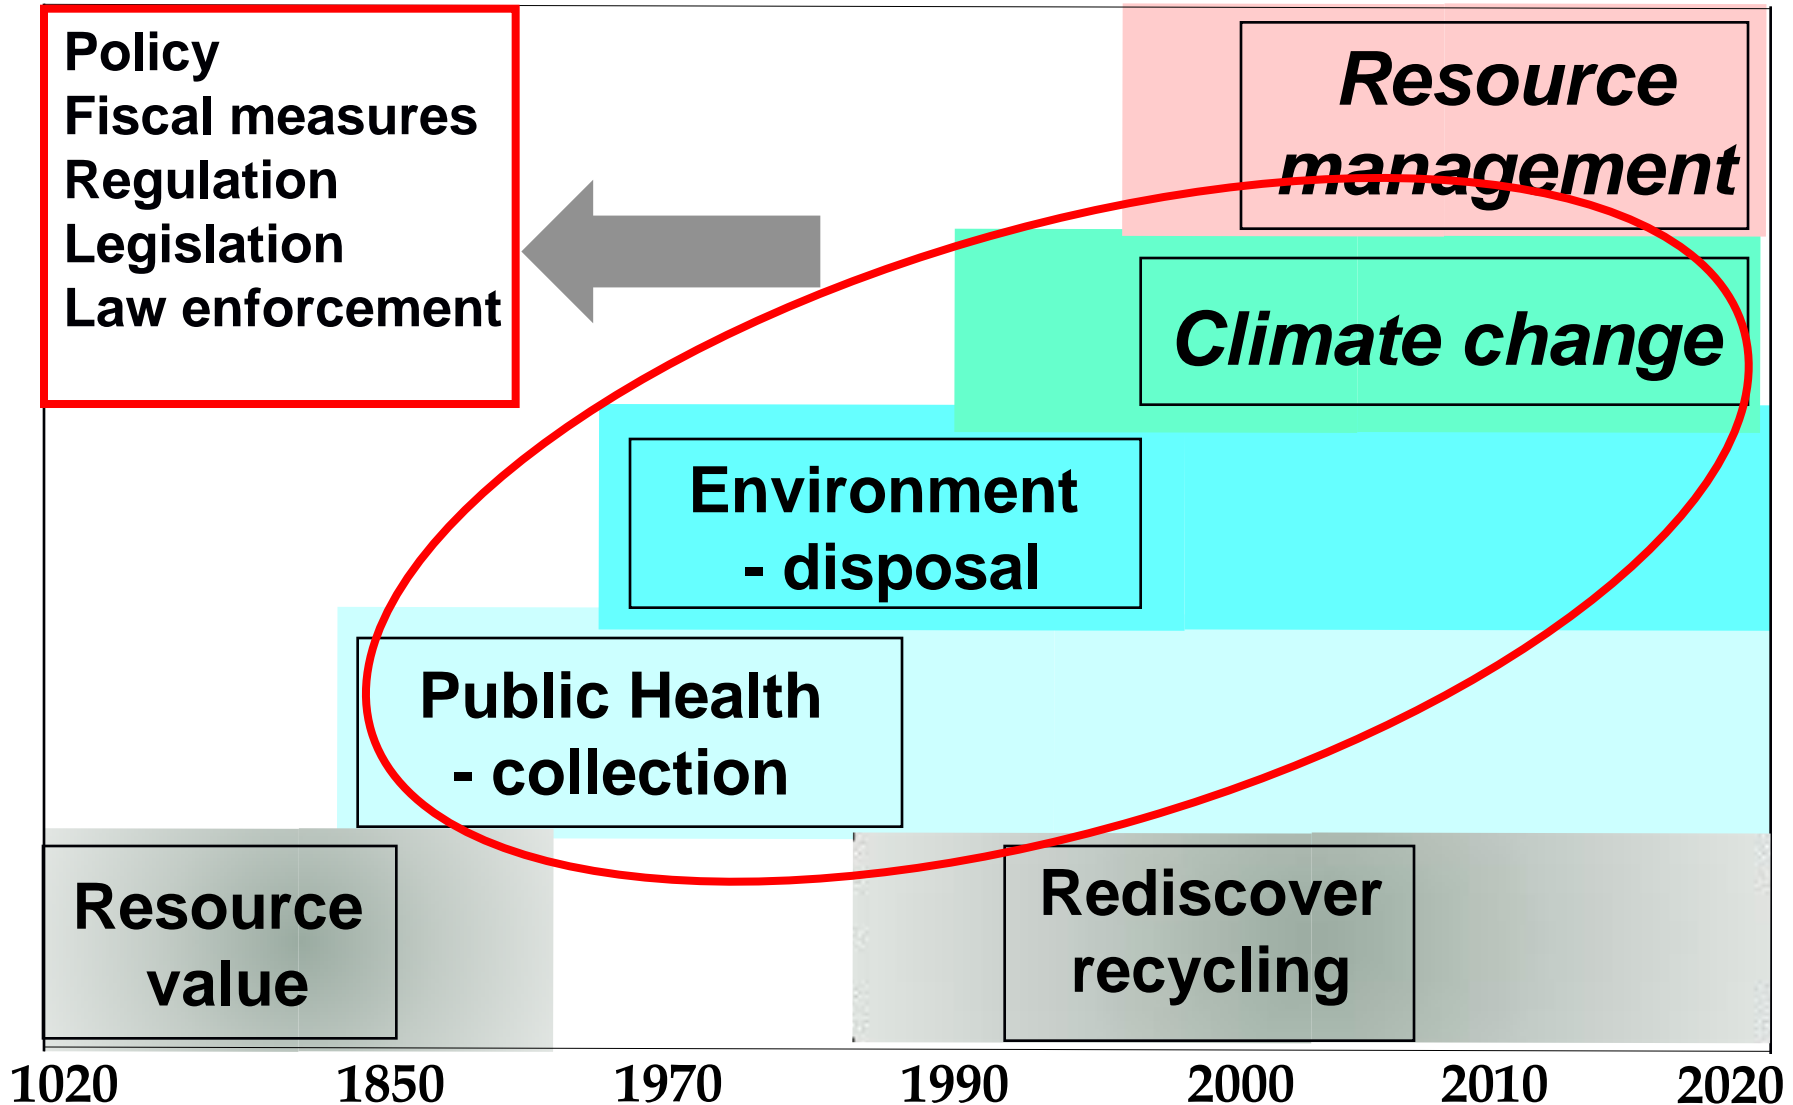 Policy
Fiscal measures
Regulation
Legislation
Law enforcement
Resource
management
Climate change
Environment
- disposal
Public Health
- collection
Resource
value
Rediscover
recycling
1020 1850 1970 1990 2000 2010 2020